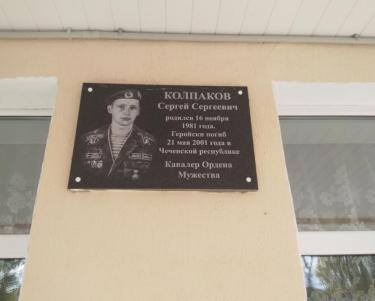 КОЛПАКОВ
Сергей Сергеевич
родился 16 ноября
1981 года.
Геройски погиб
21 мая 2001 года в
Чеченской республике
Кавалер Ордена
Мужества